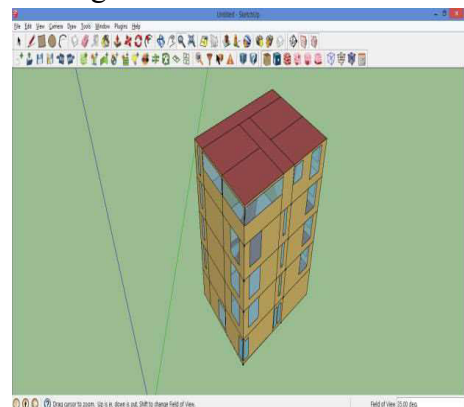 Untitled - SketchUp
File Edit View Camera Draw Tools Window Plugins Help
Drag cursor to zoom. Up is in, down is out. Shift to change Field of View.
Field of View 35.00 deg.